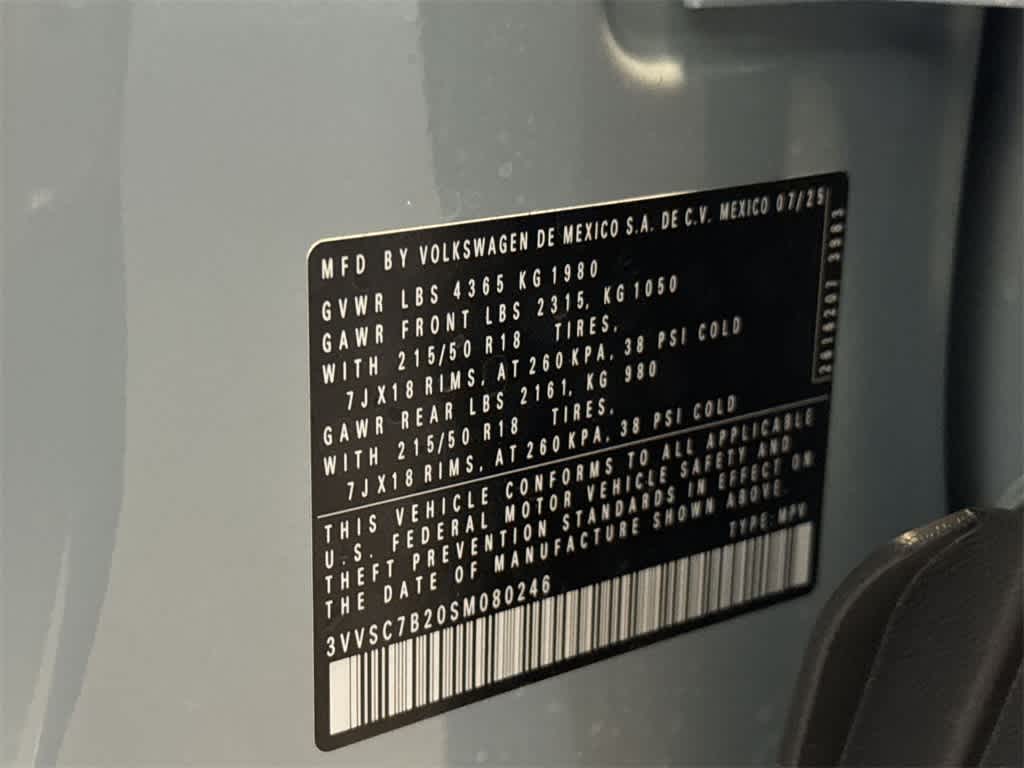 MFD BY VOLKSWAGEN DE MEXICO S.A. DE C.V. MEXICO 07/25
GVWR LBS 4365 KG 1980
GAWR FRONT LBS 2315, KG 1050
WITH 215/50 R18 TIRES,
7JX18 RIMS, AT 260 KPA, 38 PSI COLD
GAWR REAR LBS 2161, KG 980
WITH 215/50 R18 TIRES,
7JX18 RIMS, AT 260 KPA, 38 PSI COLD
THIS VEHICLE CONFORMS TO ALL APPLICABLE
U.S. FEDERAL MOTOR VEHICLE SAFETY AND
THEFT PREVENTION STANDARDS IN EFFECT ON
THE DATE OF MANUFACTURE SHOWN ABOVE.
TYPE: MPV
3VVSC7B20SM080246